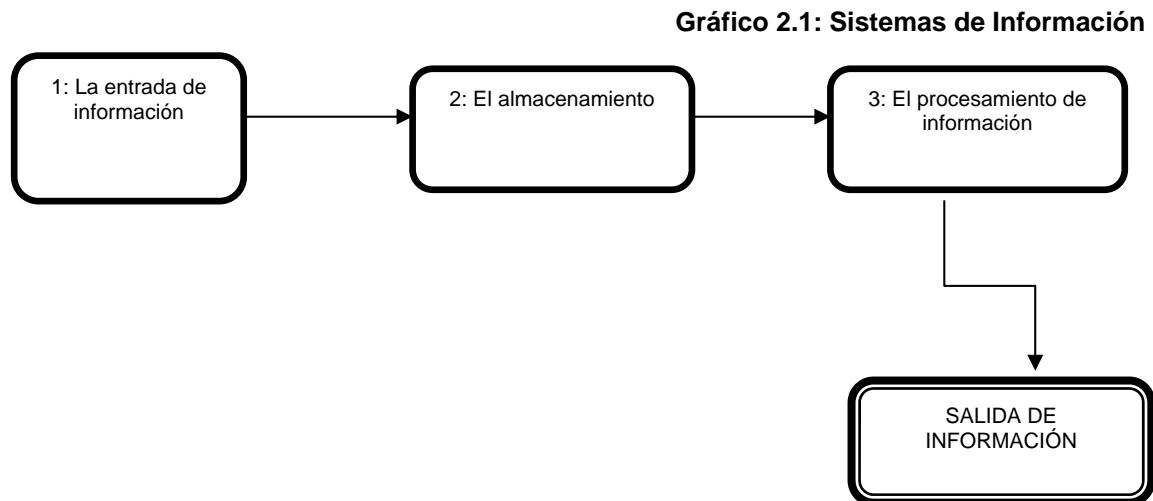 Gráfico 2.1: Sistemas de Información
1: La entrada de
información
2: El almacenamiento
3: El procesamiento de
información
SALIDA DE
INFORMACIÓN